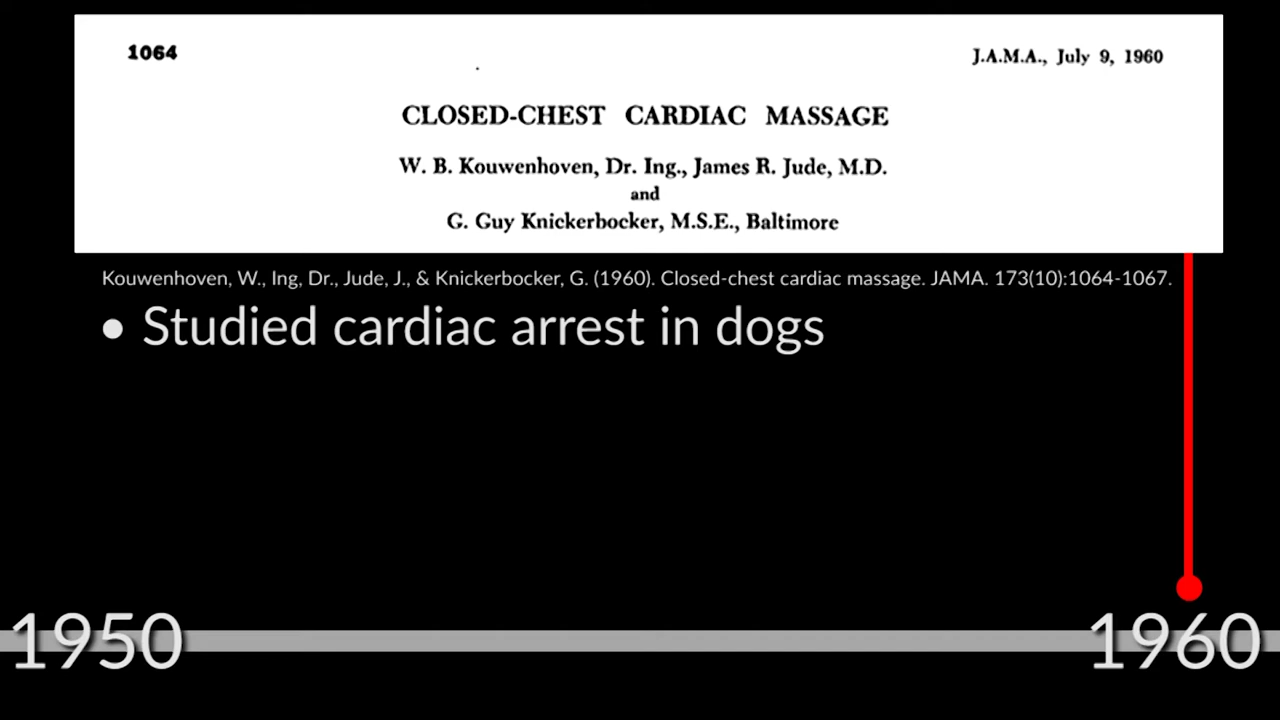 1064 J.A.M.A., July 9, 1960
CLOSED-CHEST CARDIAC MASSAGE
W. B. Kouwenhoven, Dr. Ing., James R. Jude, M.D.
and
G. Guy Knickerbocker, M.S.E., Baltimore
Kouwenhoven, W., Ing, Dr., Jude, J., & Knickerbocker, G. (1960). Closed-chest cardiac massage. JAMA. 173(10):1064-1067.
• Studied cardiac arrest in dogs
1950 1960